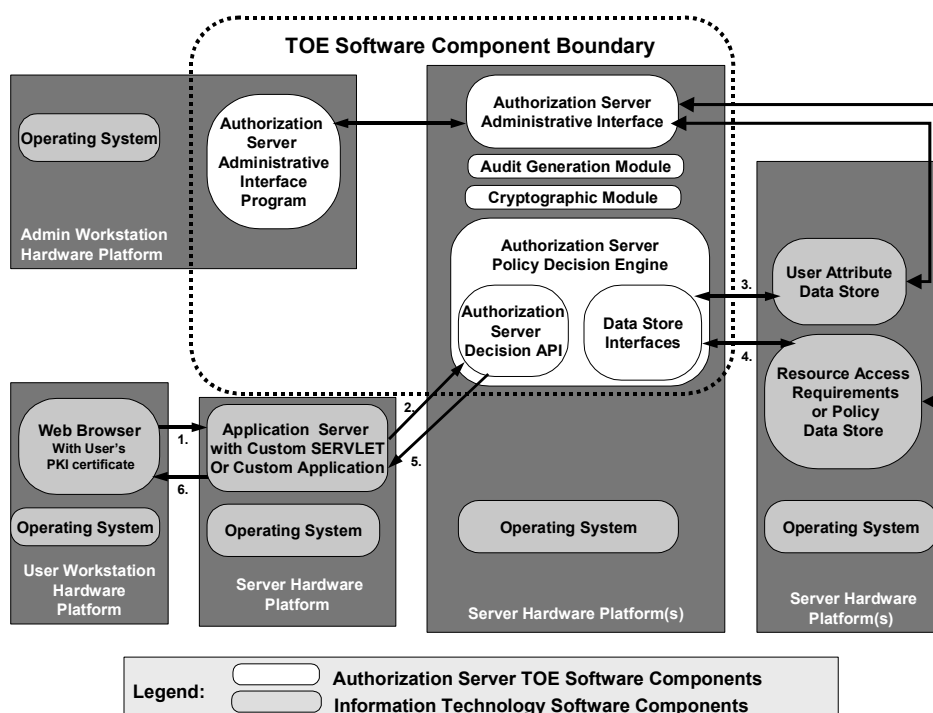 TOE Software Component Boundary
Operating System
Authorization
Server
Administrative
Interface
Program
Admin Workstation
Hardware Platform
Authorization Server
Administrative Interface
Audit Generation Module
Cryptographic Module
Authorization Server
Policy Decision Engine
Authorization
Server
Decision API
Data Store
Interfaces
3.
4.
User Attribute
Data Store
Resource Access
Requirements
or Policy
Data Store
Web Browser
With User's
PKI certificate
1.
6.
Application Server
with Custom SERVLET
Or Custom Application
2.
5.
Operating System
Operating System
Operating System
Operating System
User Workstation
Hardware
Platform
Server Hardware
Platform
Server Hardware Platform(s)
Server Hardware
Platform(s)
Legend:
Authorization Server TOE Software Components
Information Technology Software Components